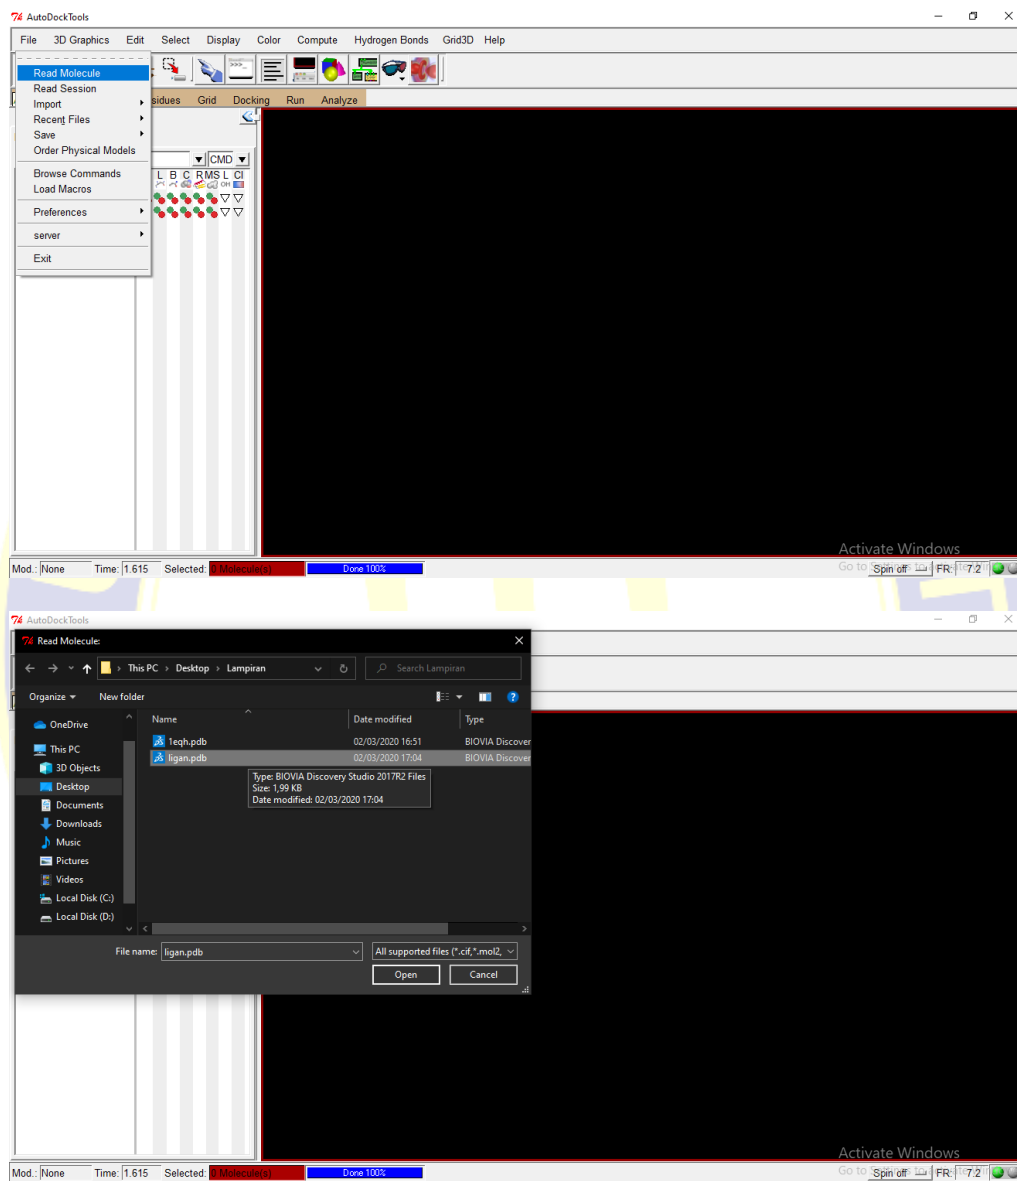 AutoDockTools
File 3D Graphics Edit Select Display Color Compute Hydrogen Bonds Grid3D Help
Read Molecule
Read Session
Import
Recent Files
Save
Order Physical Models
Browse Commands
Load Macros
Preferences
server
Exit
sidues Grid Docking Run Analyze
CMD
L B C R MS L Cl
Activate Windows
Mod.: None Time: 1.615 Selected: 0 Molecule(s) Done 100% Go to Spin off FR: 7.2
AutoDockTools
Read Molecule:
This PC > Desktop > Lampiran
Search Lampiran
Organize New folder
Name Date modified Type
OneDrive
This PC
3D Objects
Desktop
Documents
Downloads
Music
Pictures
Videos
Local Disk (C:)
Local Disk (D:)
1eqh.pdb 02/03/2020 16:51 BIOVIA Discover
ligan.pdb 02/03/2020 17:04 BIOVIA Discover
Type: BIOVIA Discovery Studio 2017R2 Files
Size: 1,99 KB
Date modified: 02/03/2020 17:04
File name: ligan.pdb All supported files (*.cif,*.mol2,
Open Cancel
Activate Windows
Mod.: None Time: 1.615 Selected: 0 Molecule(s) Done 100% Go to Spin off FR: 7.2